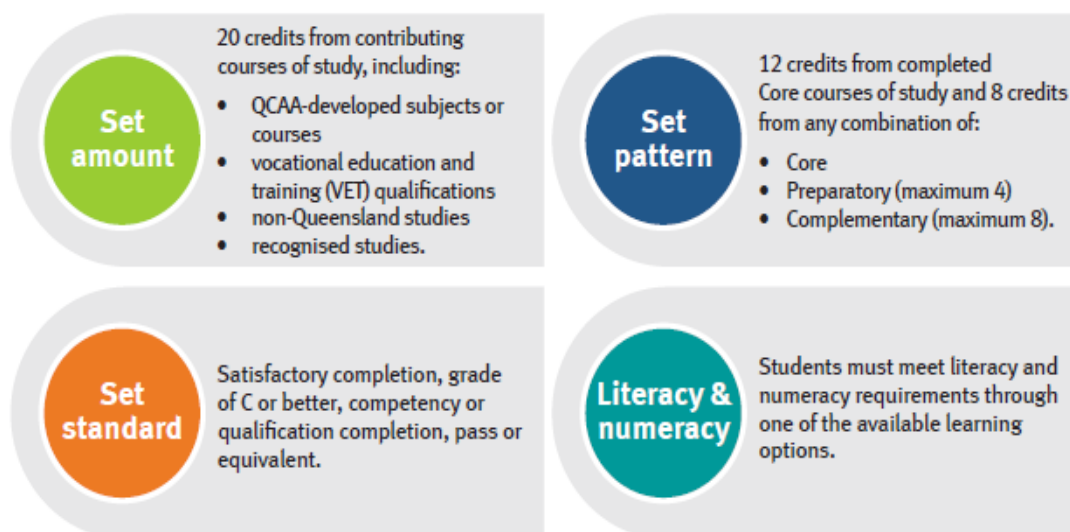 Set
amount
20 credits from contributing
courses of study, including:
• QCAA-developed subjects or
courses
• vocational education and
training (VET) qualifications
• non-Queensland studies
• recognised studies.
Set
pattern
12 credits from completed
Core courses of study and 8 credits
from any combination of:
• Core
• Preparatory (maximum 4)
• Complementary (maximum 8).
Set
standard
Satisfactory completion, grade
of C or better, competency or
qualification completion, pass or
equivalent.
Literacy &
numeracy
Students must meet literacy and
numeracy requirements through
one of the available learning
options.